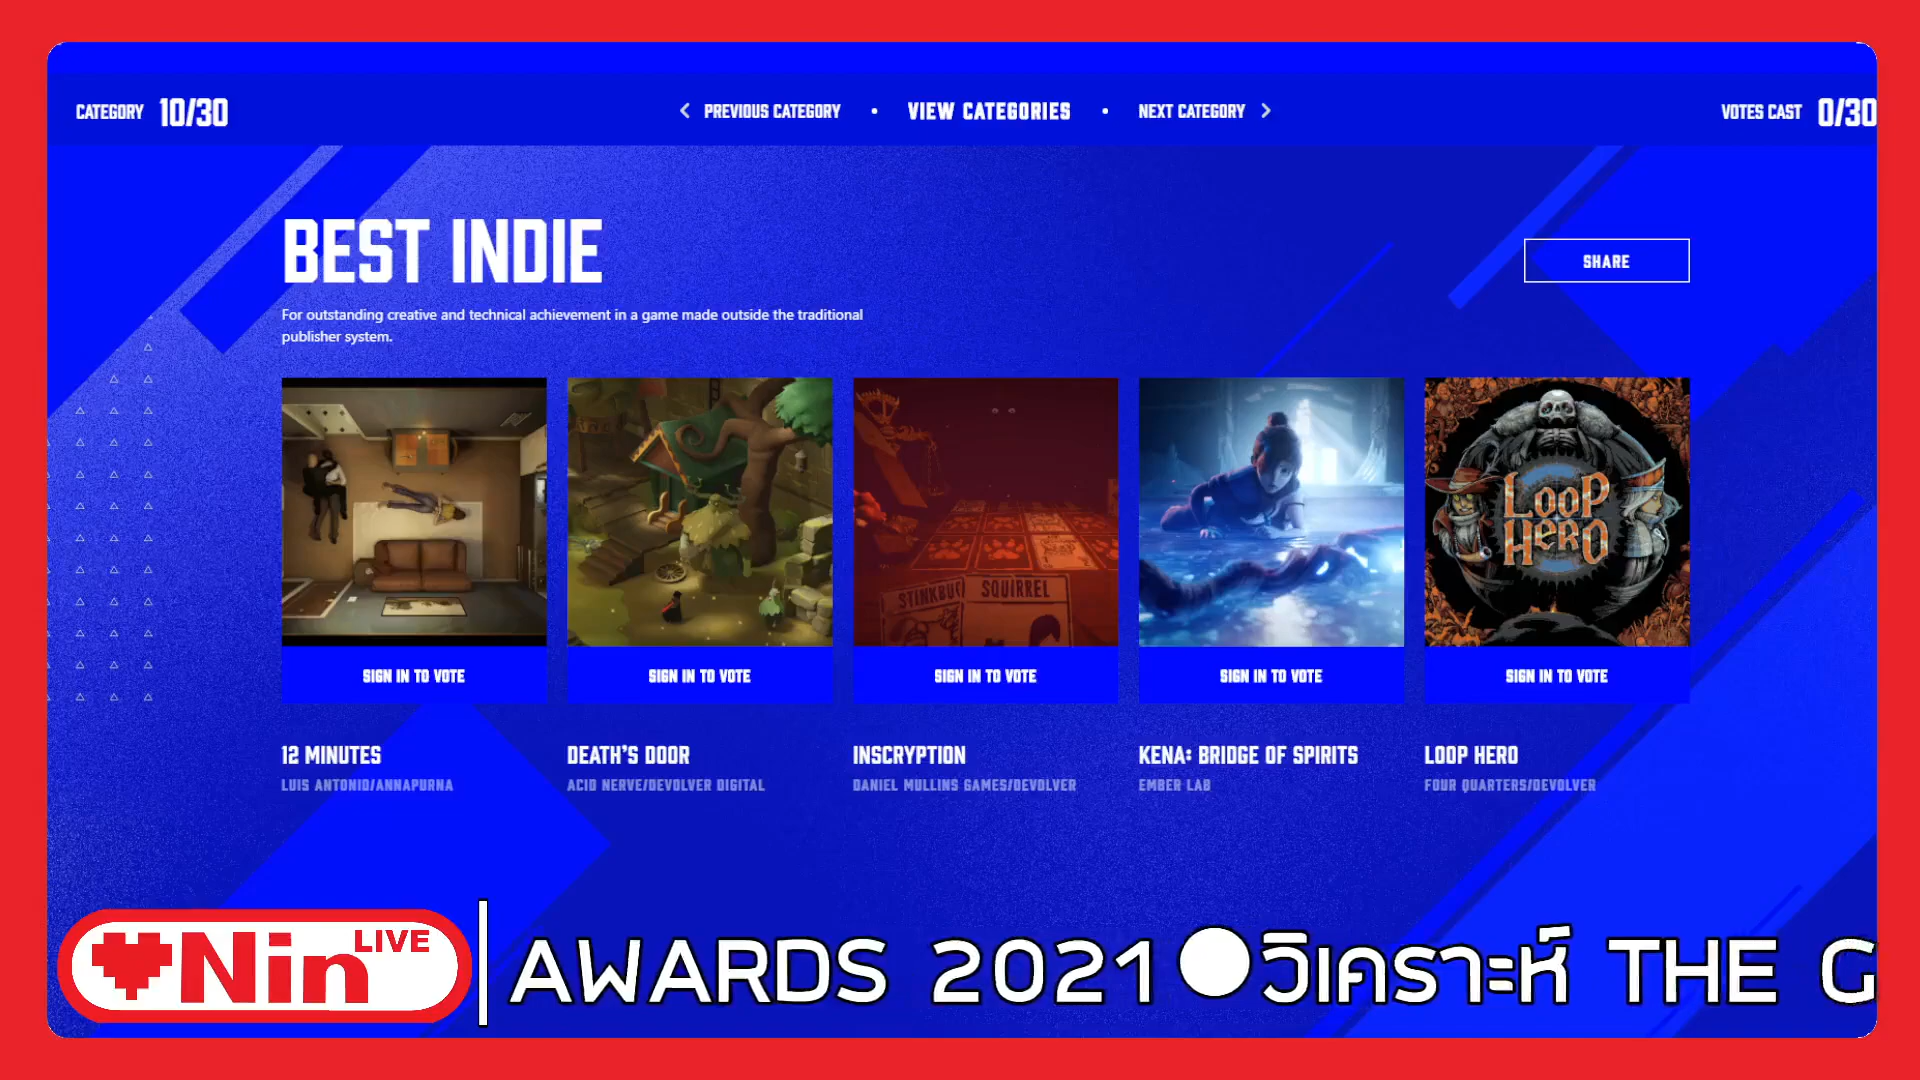 CATEGORY 10/30
PREVIOUS CATEGORY • VIEW CATEGORIES • NEXT CATEGORY
VOTES CAST 0/30
BEST INDIE
SHARE
For outstanding creative and technical achievement in a game made outside the traditional
publisher system.
STINKBUG
SQUIRREL
LOOP
HERO
SIGN IN TO VOTE
SIGN IN TO VOTE
SIGN IN TO VOTE
SIGN IN TO VOTE
SIGN IN TO VOTE
12 MINUTES
LUIS ANTONIO/ANNAPURNA
DEATH'S DOOR
ACID NERVE/DEVOLVER DIGITAL
INSCRYPTION
DANIEL MULLINS GAMES/DEVOLVER
KENA: BRIDGE OF SPIRITS
EMBER LAB
LOOP HERO
FOUR QUARTERS/DEVOLVER
Nin LIVE
AWARDS 2021 ●วิเคราะห์ THE G